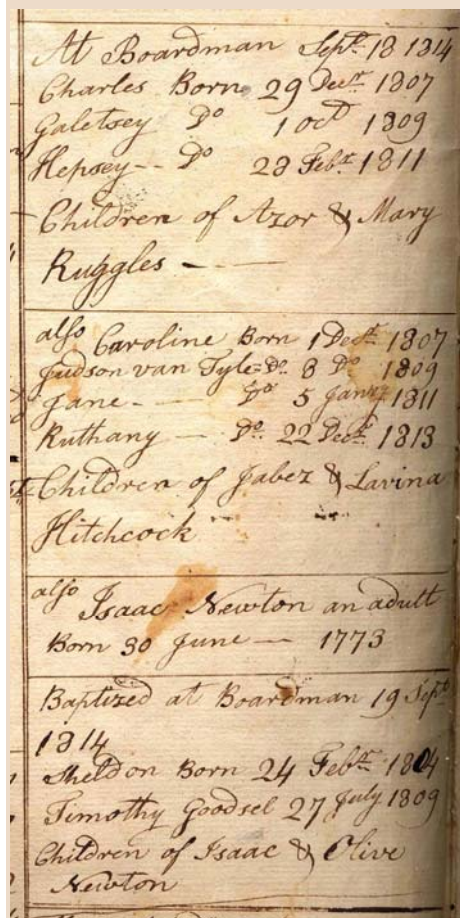 At Boardman Sepr. 18 1814
Charles Born 29 Decr. 1807
Galetsey Do 1 Oct 1809
Hepsey-- Do 28 Febr. 1811
Children of Azor & Mary
Ruggles - —
also Caroline Born 1 Decr. 1807
Judson van Tyle=Do. 8 Do 1809
Jane - — Do 5 Jany 1811
Ruthany — Do. 22 Decr. 1813
Children of Jabez & Lavina
Hitchcock
also Isaac Newton an adult
Born 30 June — 1773
Baptized at Boardman 19 Sepr
1814
Sheldon Born 24 Febr. 1804
Timothy Goodsel 27 July 1809
Children of Isaac & Olive
Newton